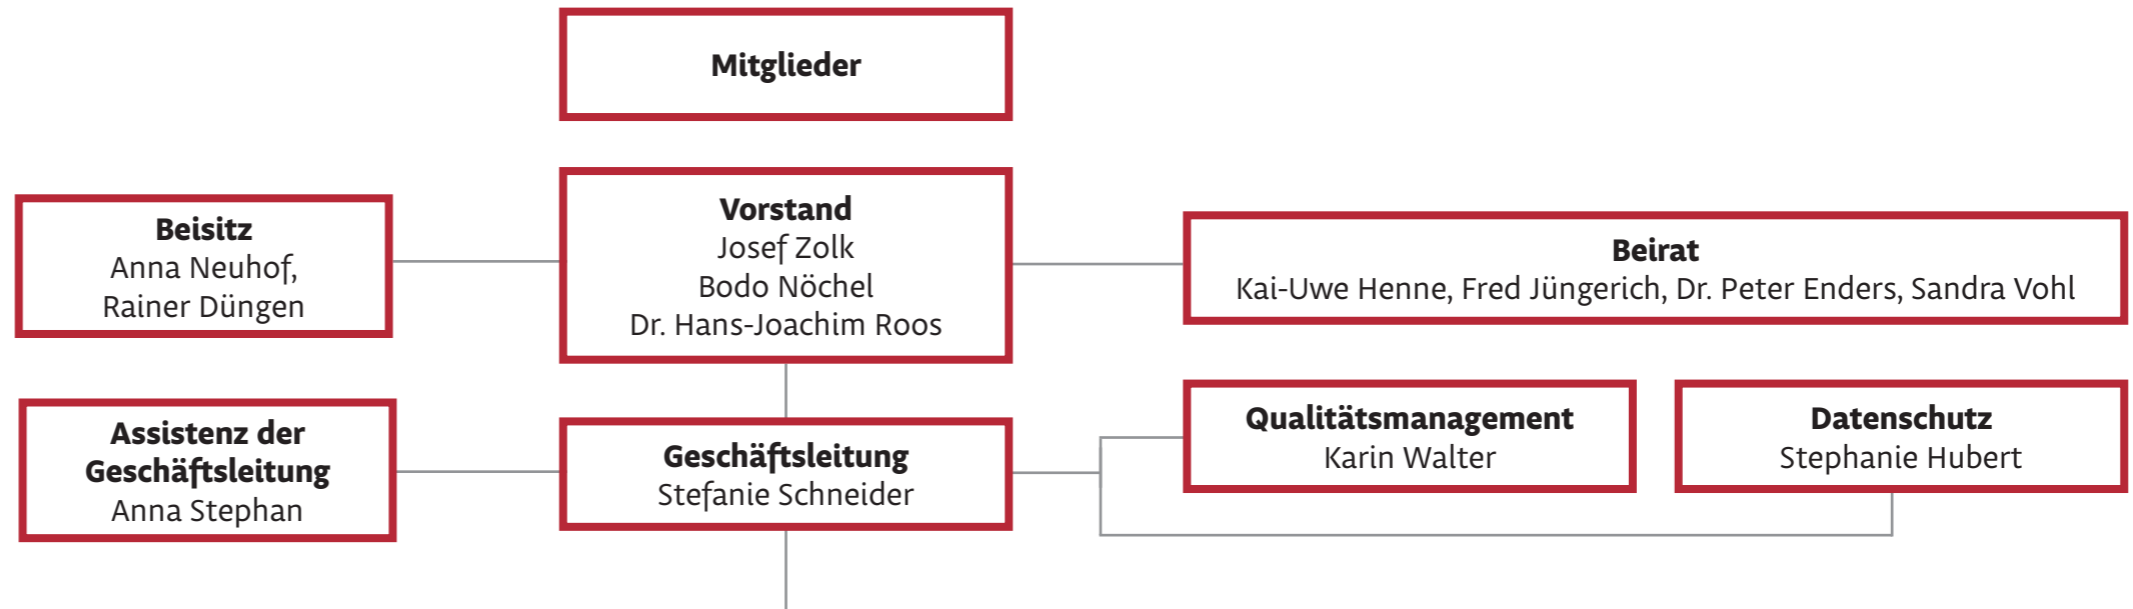 Mitglieder
Vorstand
Josef Zolk
Bodo Nöchel
Dr. Hans-Joachim Roos
Beisitz
Anna Neuhof,
Rainer Düngen
Beirat
Kai-Uwe Henne, Fred Jüngerich, Dr. Peter Enders, Sandra Vohl
Assistenz der
Geschäftsleitung
Anna Stephan
Geschäftsleitung
Stefanie Schneider
Qualitätsmanagement
Karin Walter
Datenschutz
Stephanie Hubert